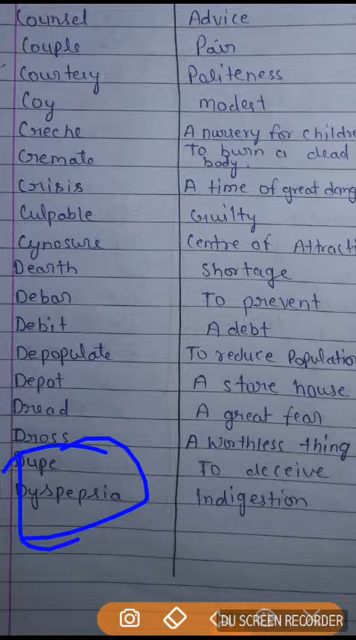 Counsel Advice
Couple Pair
Courtery Politeness
Coy modest
Creche A nursery for childre
Cremate To burn a dead body.
Crisis A time of great dang
Culpable Guilty
Cynosure Centre of Attracti
Dearth shortage
Debar To prevent
Debit A debt
Depopulate To reduce Population
Depot A store house
Dread A great fear
Dross A worthless thing
Dupe To deceive
Dyspepsia Indigestion
DU SCREEN RECORDER